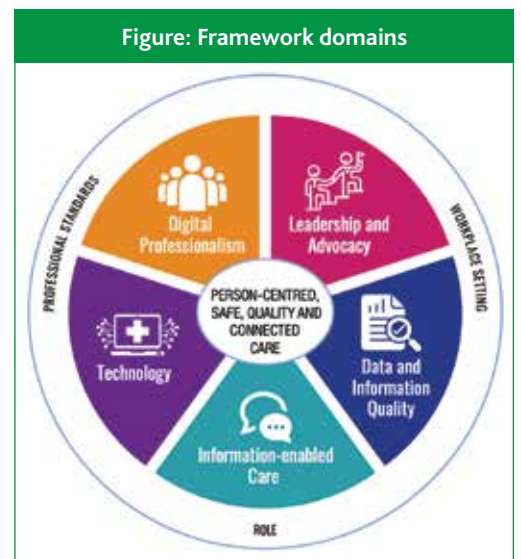 Figure: Framework domains
PROFESSIONAL STANDARDS
WORKPLACE SETTING
Digital
Professionalism
Leadership and
Advocacy
PERSON-CENTRED,
SAFE, QUALITY AND
CONNECTED
CARE
Technology
Data and
Information
Quality
Information-enabled
Care
ROLE